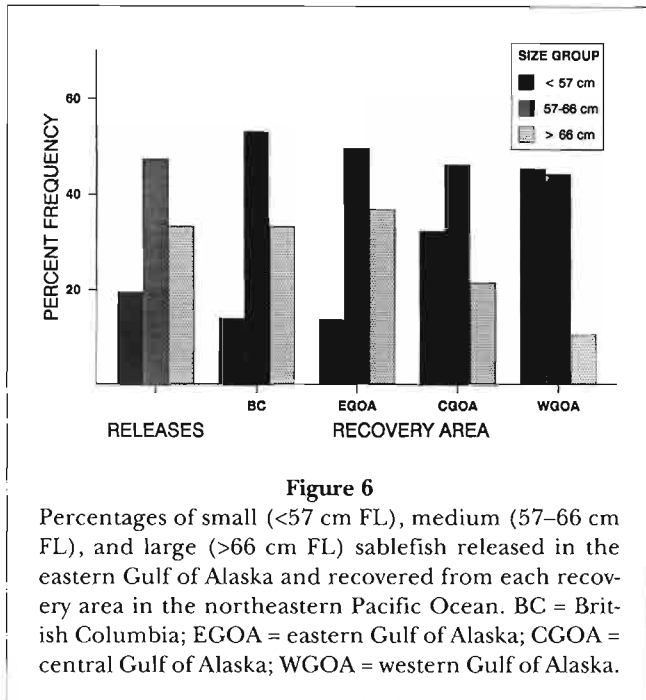 SIZE GROUP
< 57 cm
57-66 cm
> 66 cm
PERCENT FREQUENCY
60
40
20
BC EGOA CGOA WGOA
RELEASES RECOVERY AREA
Figure 6
Percentages of small (<57 cm FL), medium (57–66 cm
FL), and large (>66 cm FL) sablefish released in the
eastern Gulf of Alaska and recovered from each recov-
ery area in the northeastern Pacific Ocean. BC = Brit-
ish Columbia; EGOA = eastern Gulf of Alaska; CGOA =
central Gulf of Alaska; WGOA = western Gulf of Alaska.